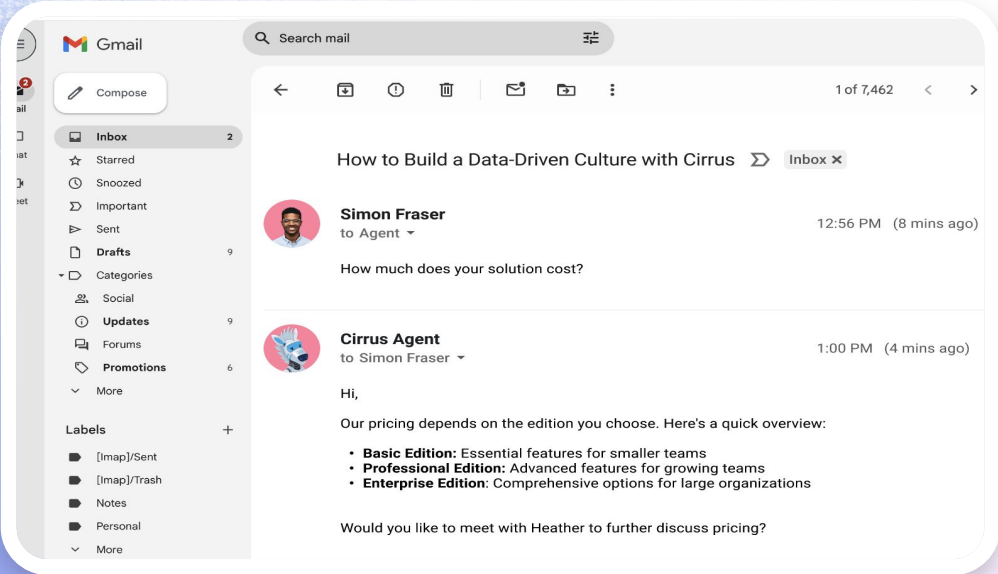 Gmail
Search mail
2
Compose
1 of 7,462
Inbox 2
Starred
Snoozed
Important
Sent
Drafts 9
Categories
Social
Updates 9
Forums
Promotions 6
More
Labels
[Imap]/Sent
[Imap]/Trash
Notes
Personal
More
How to Build a Data-Driven Culture with Cirrus Inbox
Simon Fraser
12:56 PM (8 mins ago)
to Agent
How much does your solution cost?
Cirrus Agent
1:00 PM (4 mins ago)
to Simon Fraser
Hi,
Our pricing depends on the edition you choose. Here's a quick overview:
• Basic Edition: Essential features for smaller teams
• Professional Edition: Advanced features for growing teams
• Enterprise Edition: Comprehensive options for large organizations
Would you like to meet with Heather to further discuss pricing?